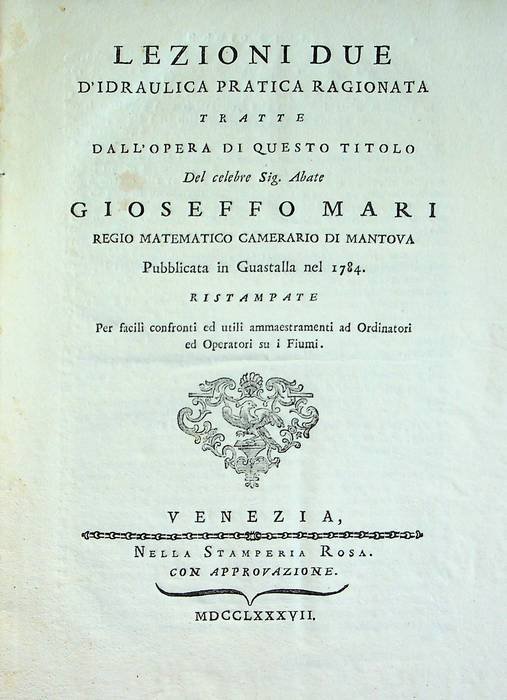 LEZIONI DUE
D'IDRAULICA PRATICA RAGIONATA
TRATTE
DALL'OPERA DI QUESTO TITOLO
Del celebre Sig. Abate
GIOSEFFO MARI
REGIO MATEMATICO CAMERARIO DI MANTOVA
Pubblicata in Guastalla nel 1784.
RISTAMPATE
Per facili confronti ed utili ammaestramenti ad Ordinatori
ed Operatori su i Fiumi.
VENEZIA,
NELLA STAMPERIA ROSA.
CON APPROVAZIONE.
MDCCLXXXVII.